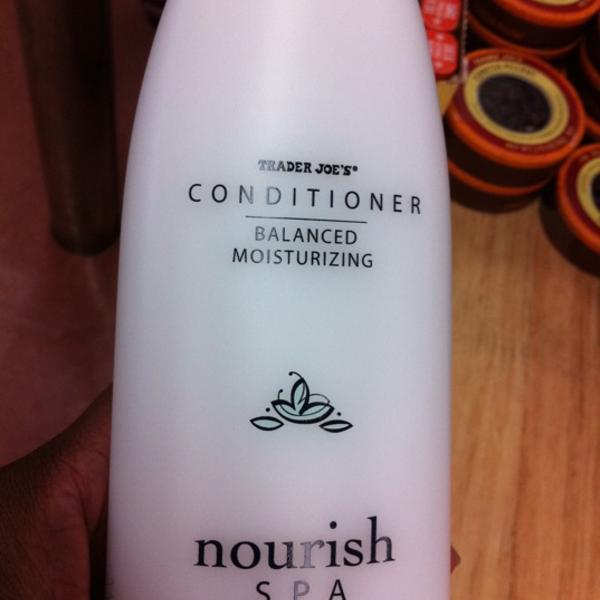 TRADER JOE'S®
CONDITIONER
BALANCED
MOISTURIZING
nourish
SPA